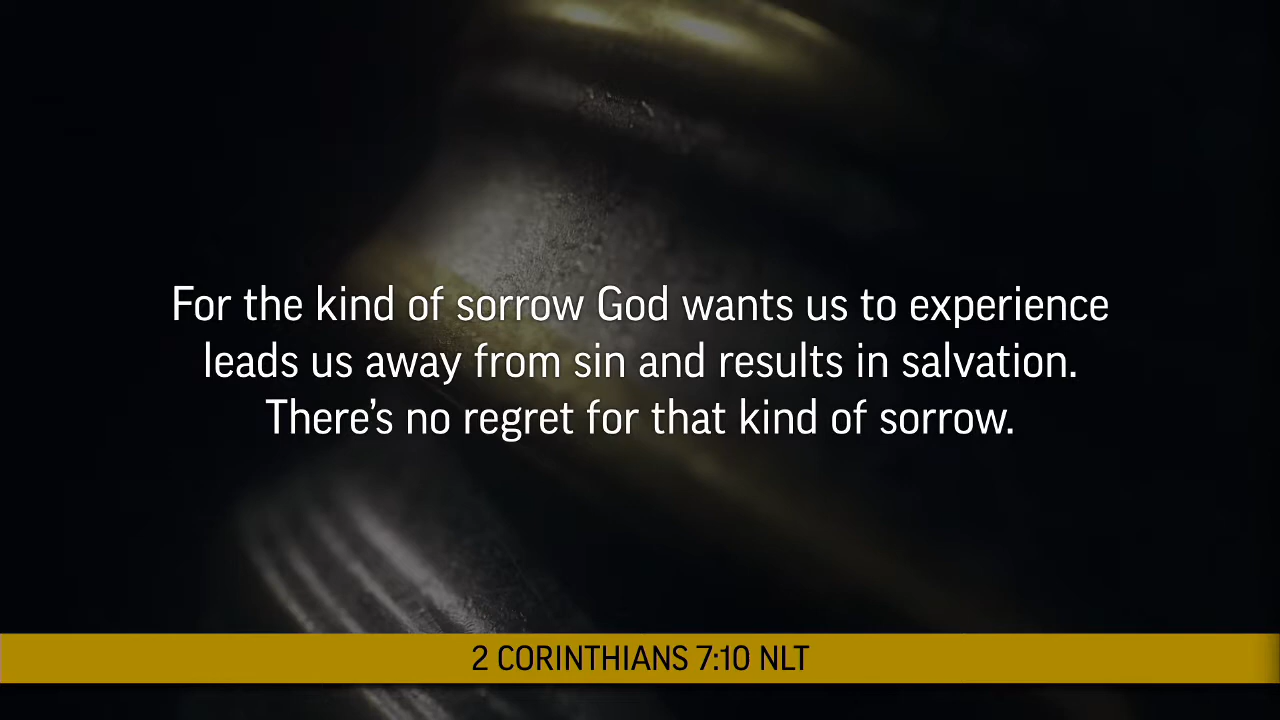 For the kind of sorrow God wants us to experience
leads us away from sin and results in salvation.
There’s no regret for that kind of sorrow.
2 CORINTHIANS 7:10 NLT